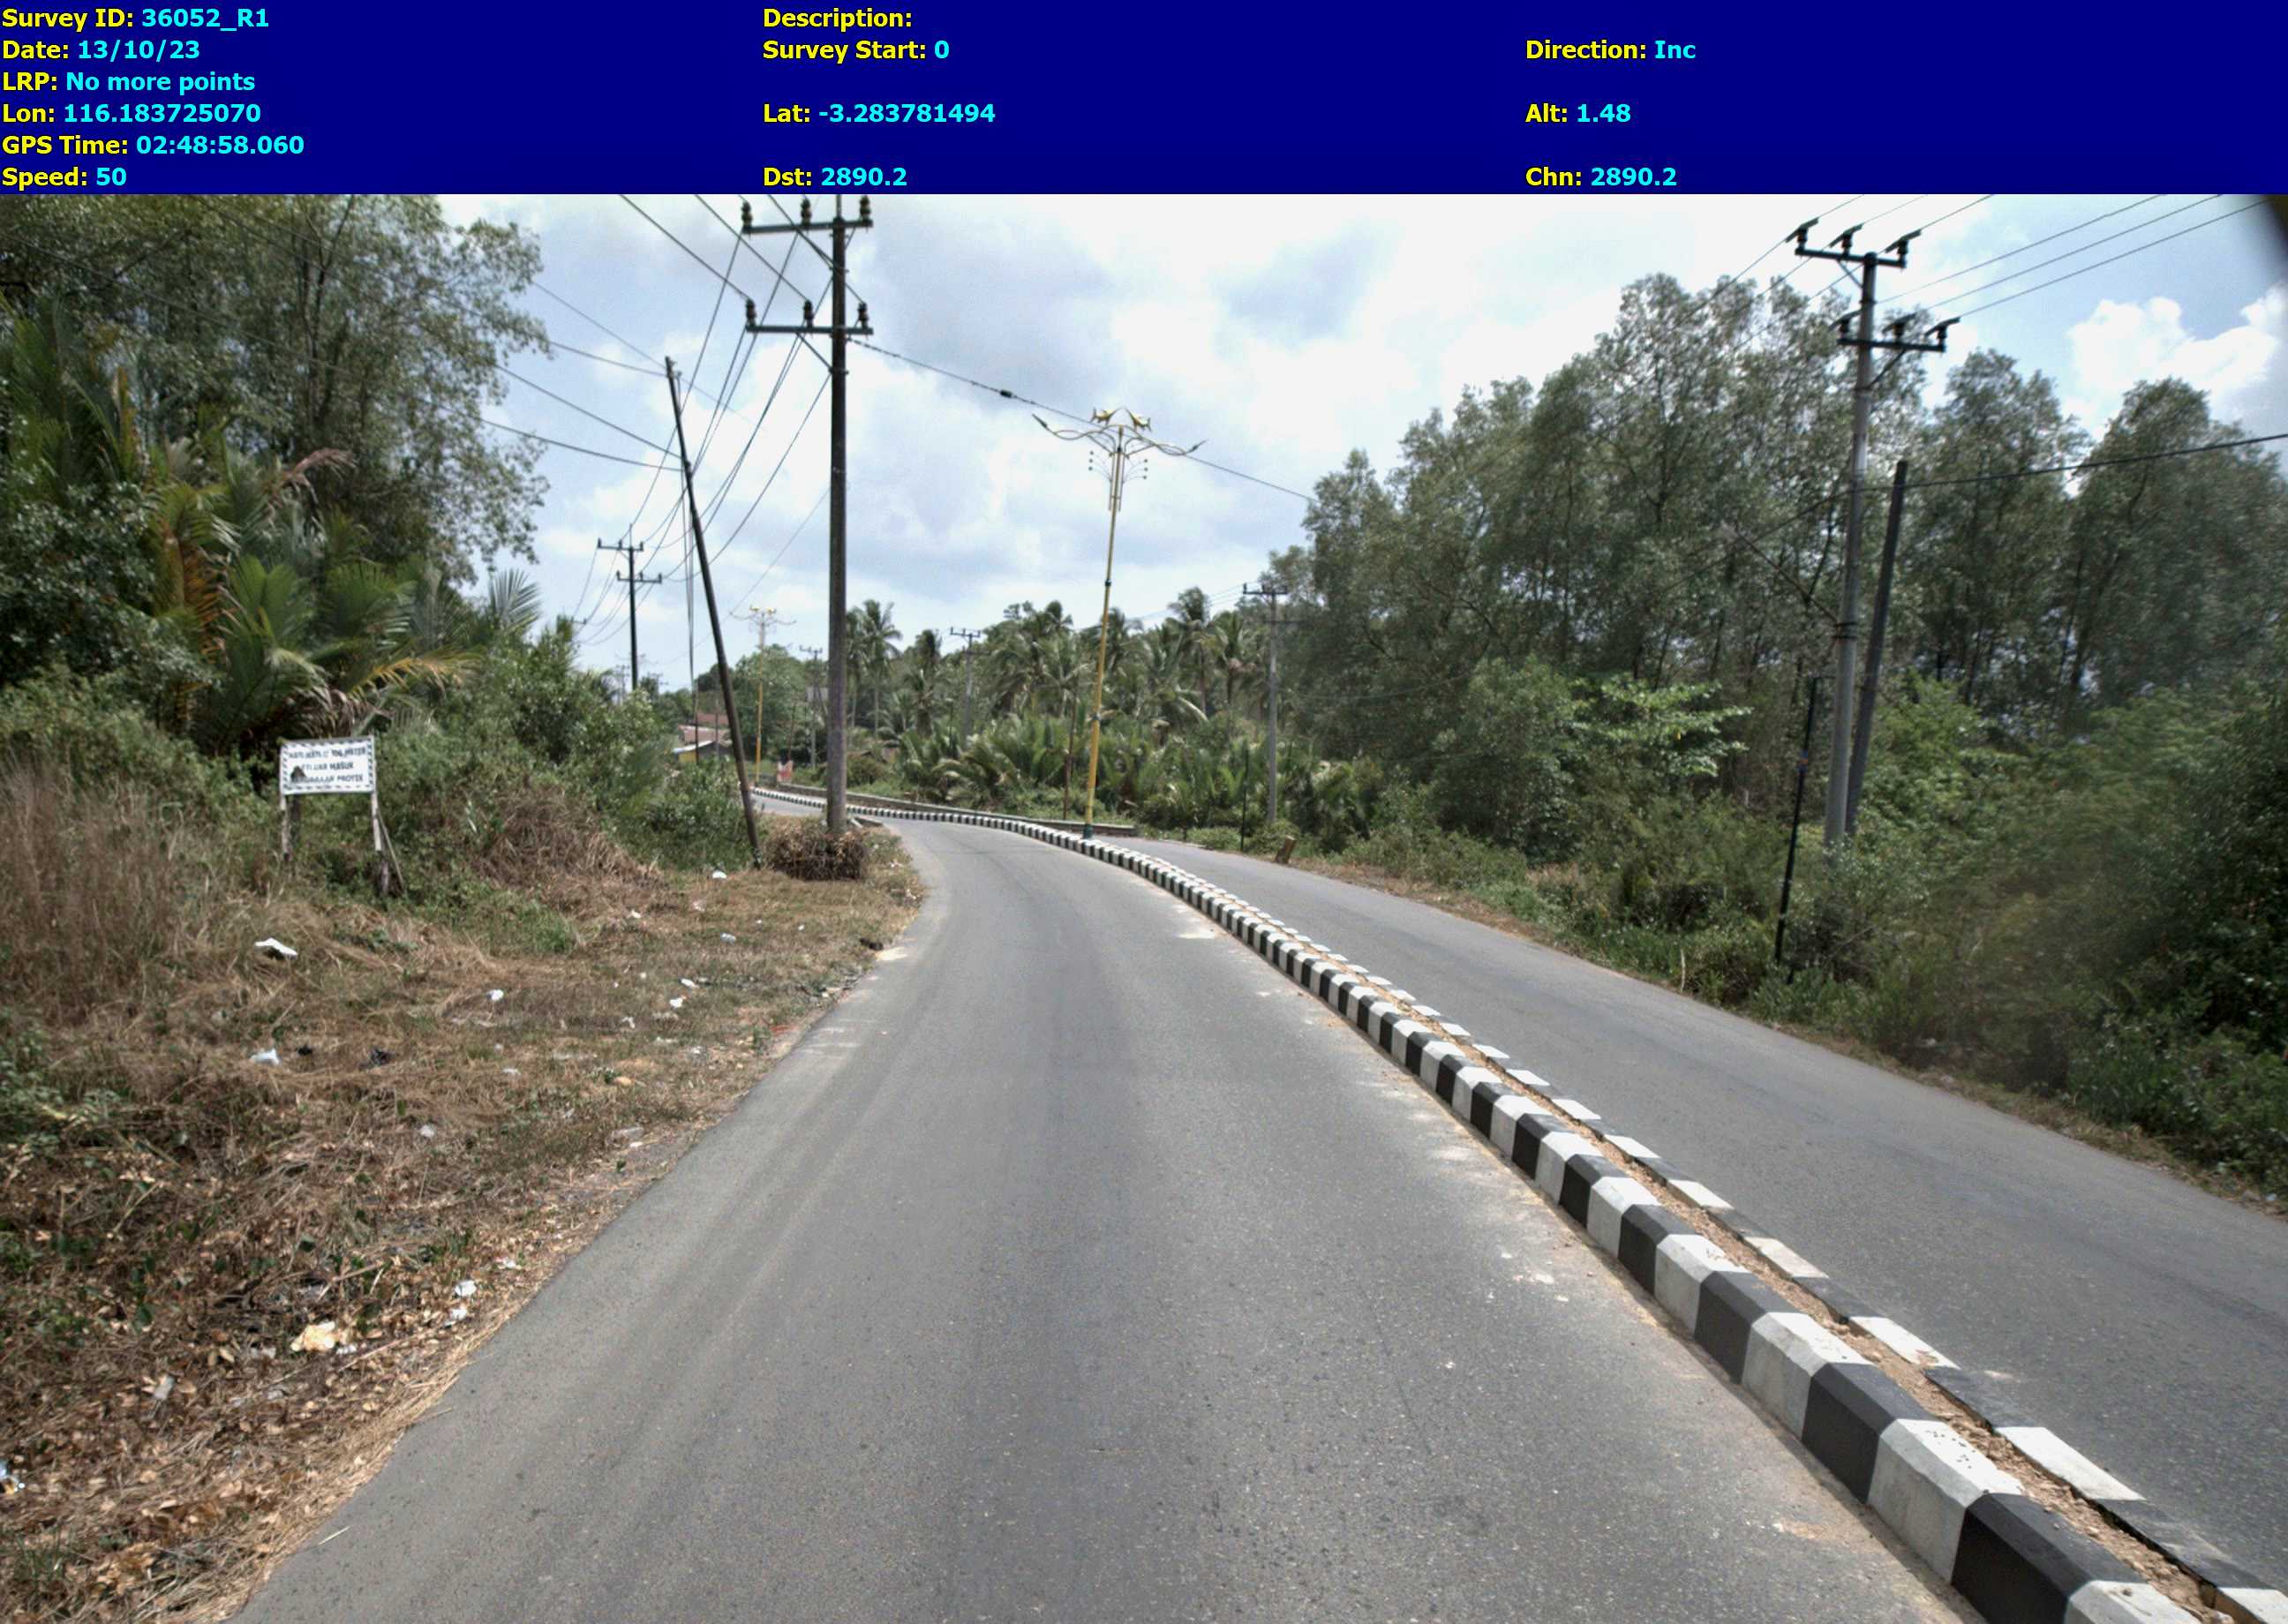 Survey ID: 36052_R1
Description:
Date: 13/10/23
Survey Start: 0
Direction: Inc
LRP: No more points
Lon: 116.183725070
Lat: -3.283781494
Alt: 1.48
GPS Time: 02:48:58.060
Speed: 50
Dst: 2890.2
Chn: 2890.2
MASUK
PROYEK